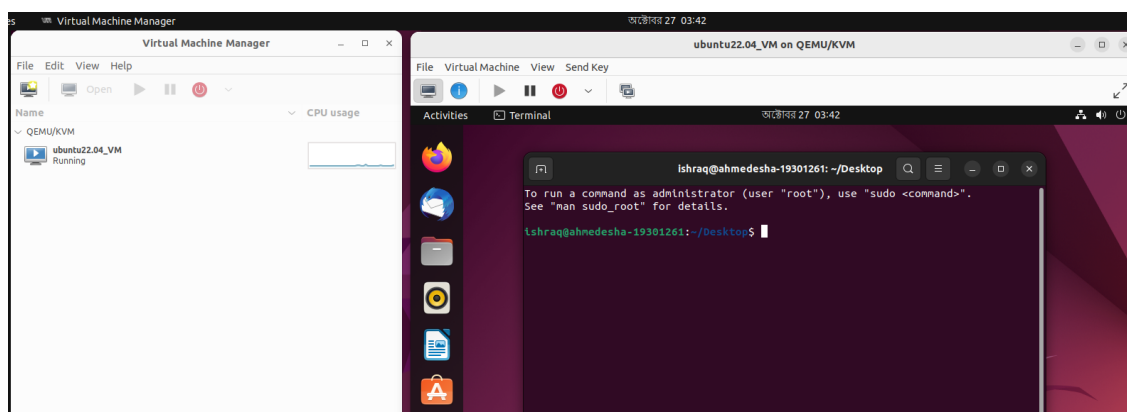 Virtual Machine Manager
অক্টোবর 27 03:42
Virtual Machine Manager
File Edit View Help
Open
Name
CPU usage
QEMU/KVM
ubuntu22.04_VM
Running
ubuntu22.04_VM on QEMU/KVM
File Virtual Machine View Send Key
Activities
Terminal
অক্টোবর 27 03:42
ishraq@ahmedesha-19301261: ~/Desktop
To run a command as administrator (user "root"), use "sudo <command>".
See "man sudo_root" for details.
ishraq@ahmedesha-19301261:~/Desktop$